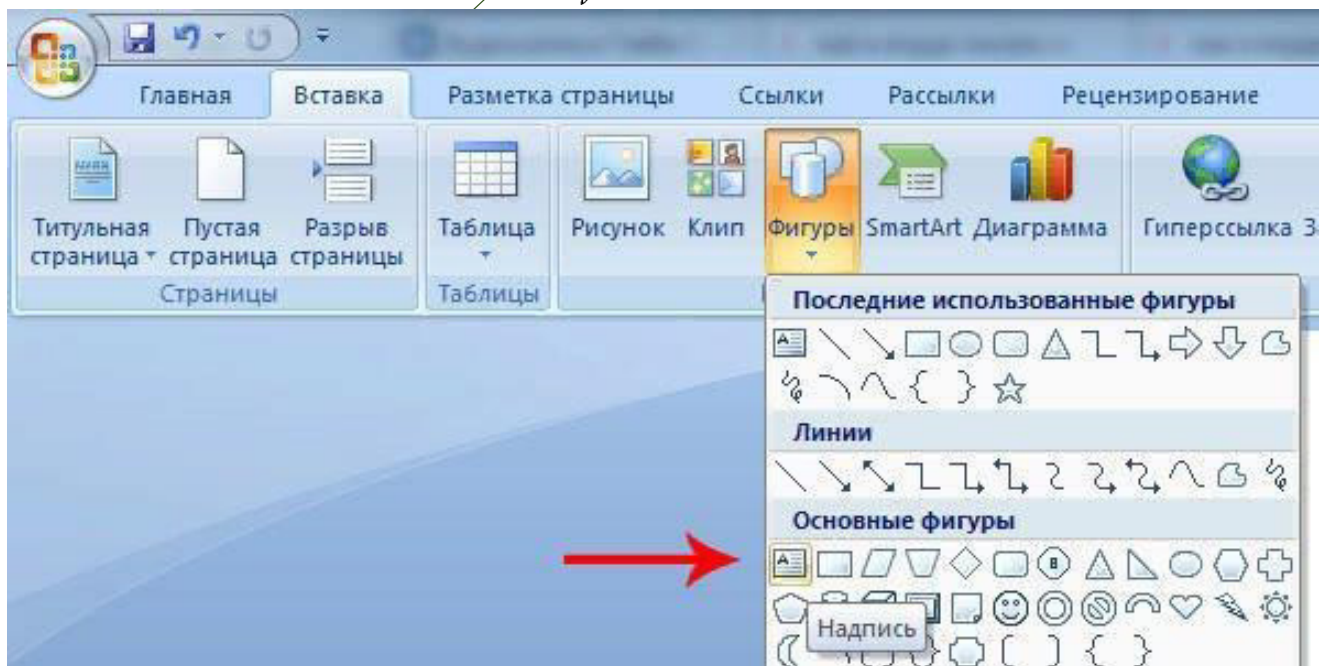 Главная Вставка Разметка страницы Ссылки Рассылки Рецензирование
Титульная страница
Пустая страница
Разрыв страницы
Таблица
Рисунок
Клип
Фигуры
SmartArt
Диаграмма
Гиперссылка
Страницы
Таблицы
Последние использованные фигуры
Линии
Основные фигуры
Надпись